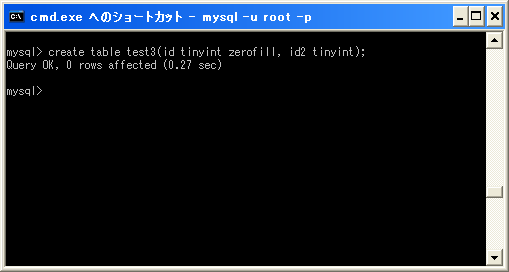 cmd.exe へのショートカット - mysql -u root -p
mysql> create table test3(id tinyint zerofill, id2 tinyint);
Query OK, 0 rows affected (0.27 sec)
mysql>